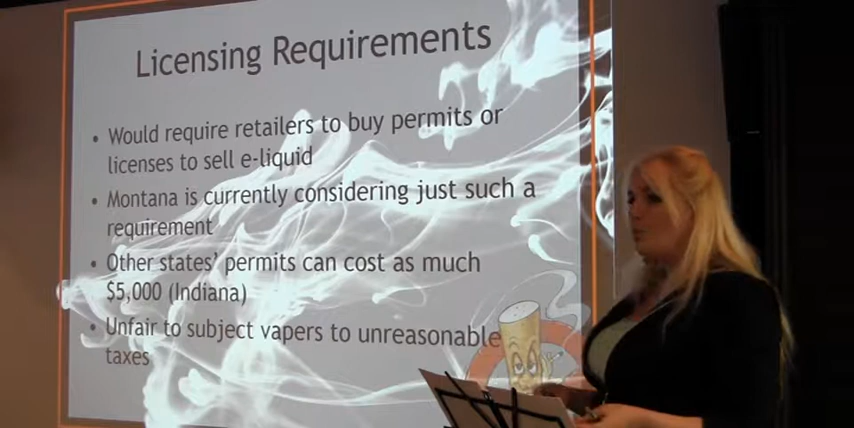 Licensing Requirements
• Would require retailers to buy permits or
licenses to sell e-liquid
• Montana is currently considering just such a
requirement
• Other states' permits can cost as much
$5,000 (Indiana)
• Unfair to subject vapers to unreasonable
taxes